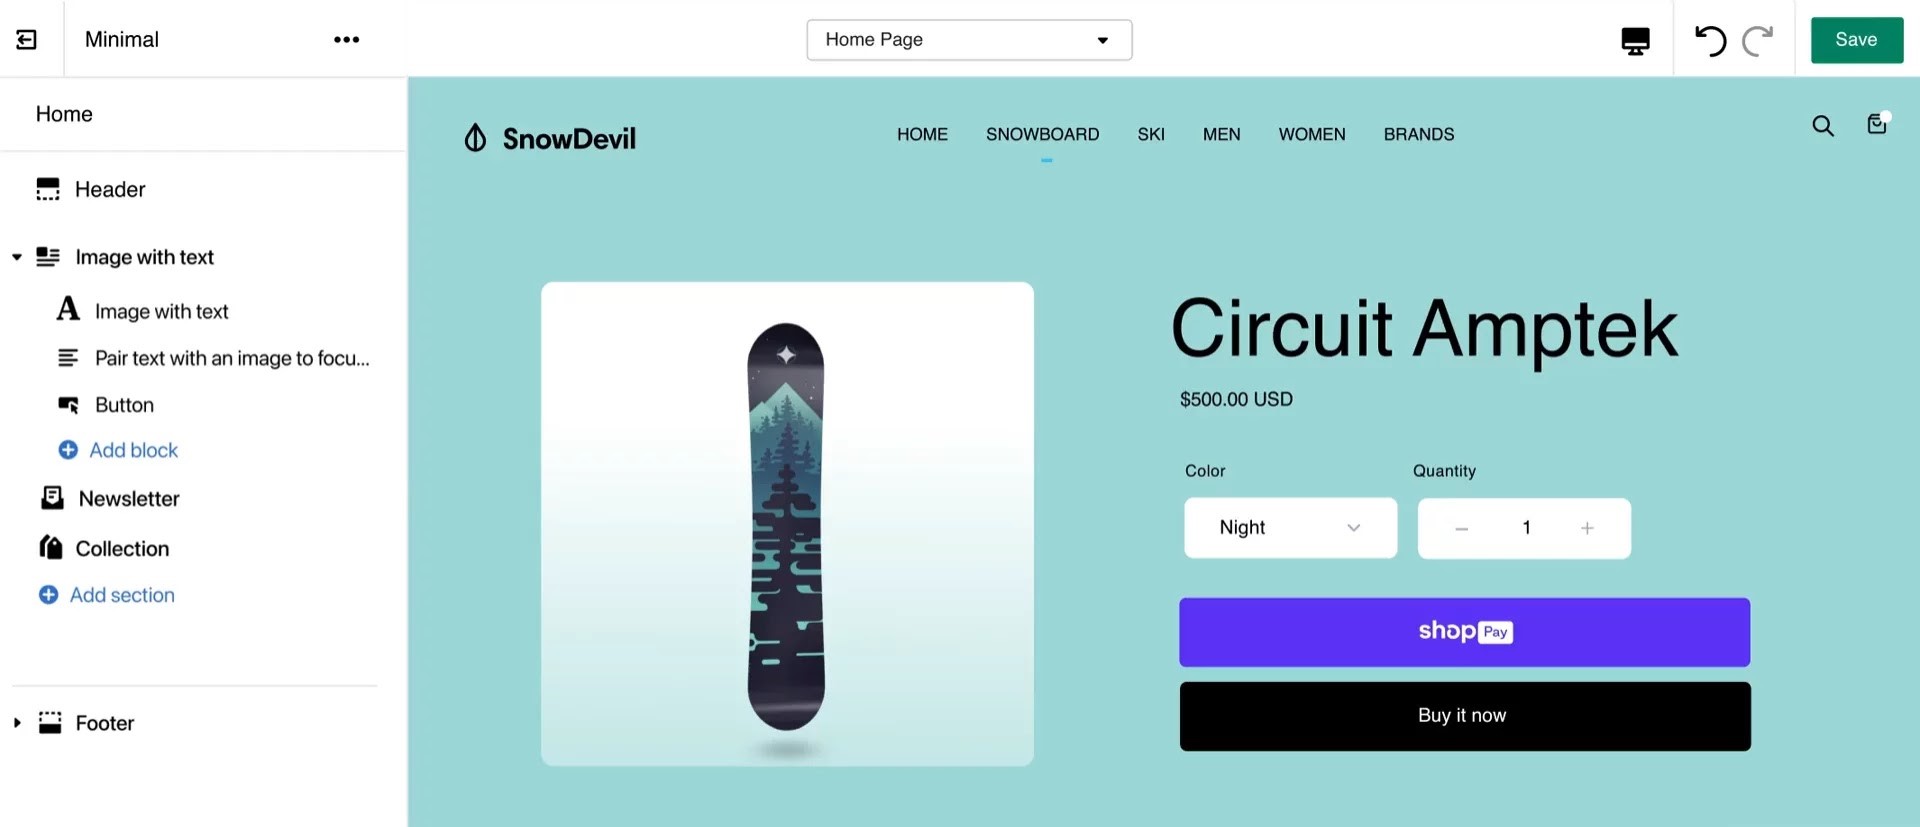 Minimal
Home Page
Save
Home
Header
Image with text
A Image with text
Pair text with an image to focu...
Button
Add block
Newsletter
Collection
Add section
Footer
SnowDevil
HOME SNOWBOARD SKI MEN WOMEN BRANDS
Circuit Amptek
$500.00 USD
Color Quantity
Night − 1 +
shop Pay
Buy it now